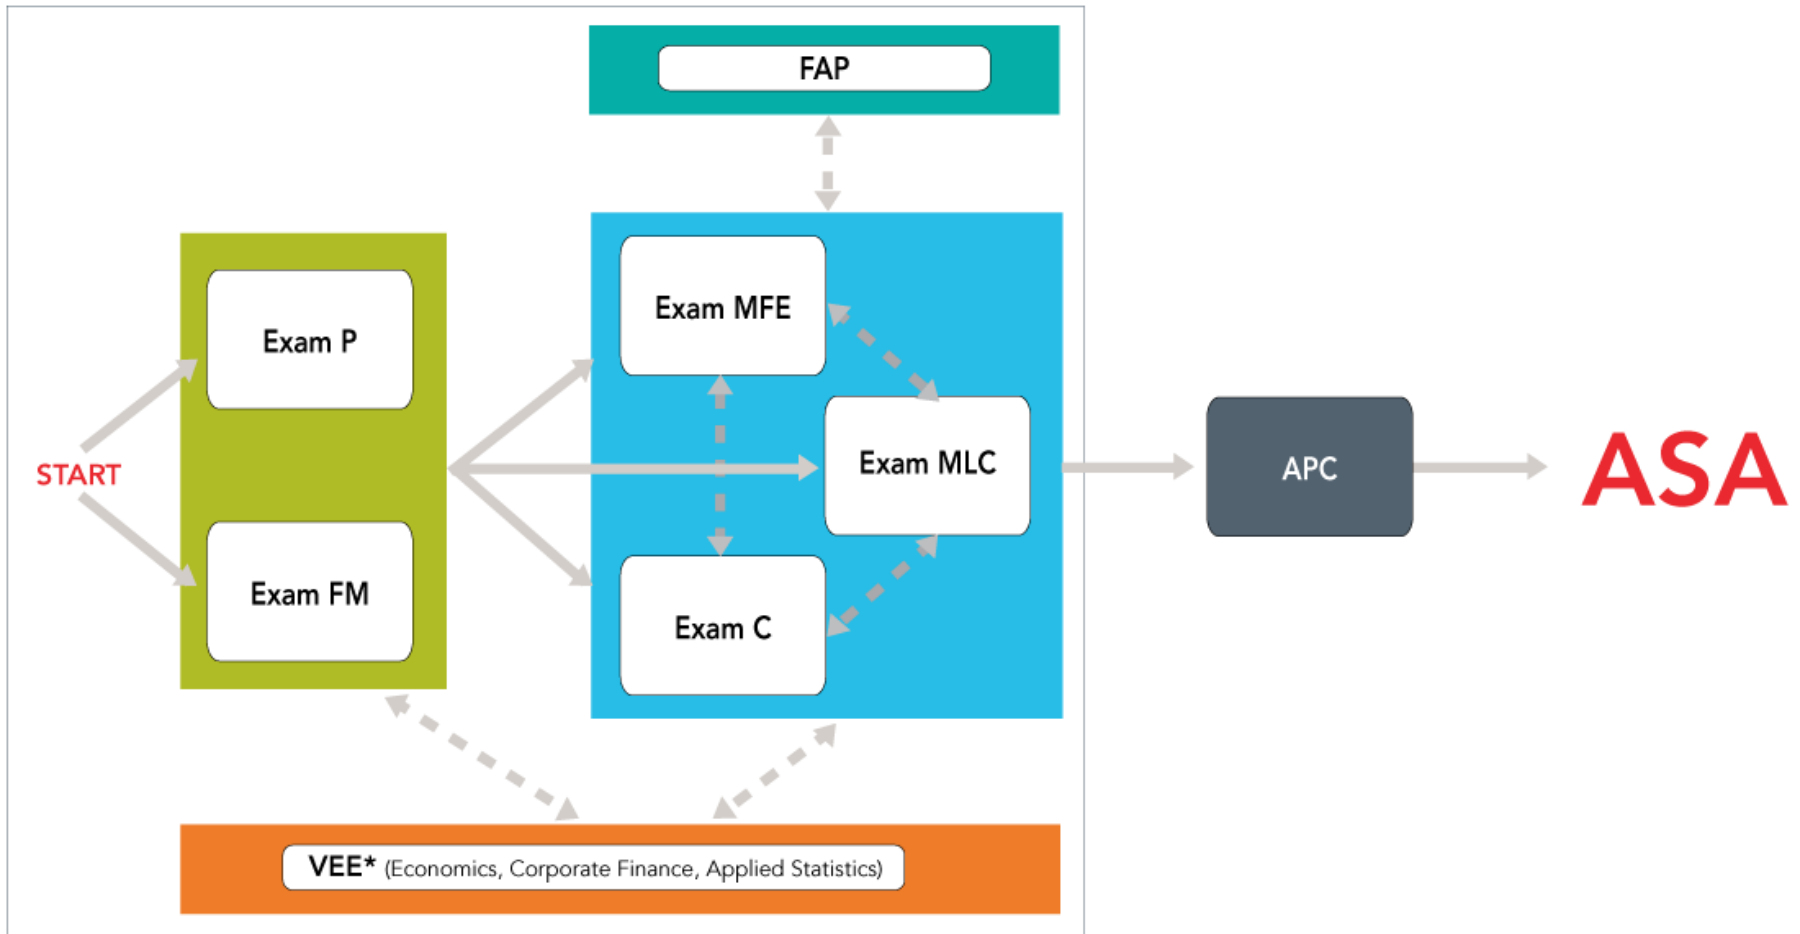 FAP
Exam MFE
Exam P
Exam MLC
START
APC
ASA
Exam FM
Exam C
VEE* (Economics, Corporate Finance, Applied Statistics)